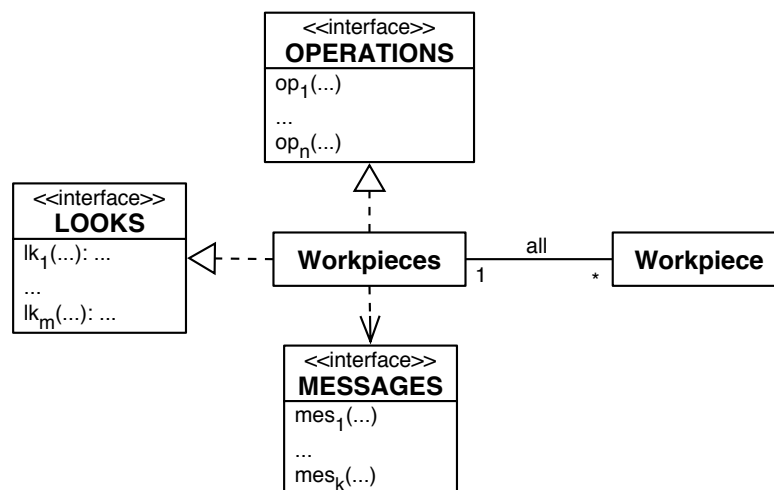 <<interface>>
OPERATIONS
op₁(...)
...
opₙ(...)
<<interface>>
LOOKS
lk₁(...): ...
...
lkₘ(...): ...
Workpieces
1
all
*
Workpiece
<<interface>>
MESSAGES
mes₁(...)
...
mesₖ(...)